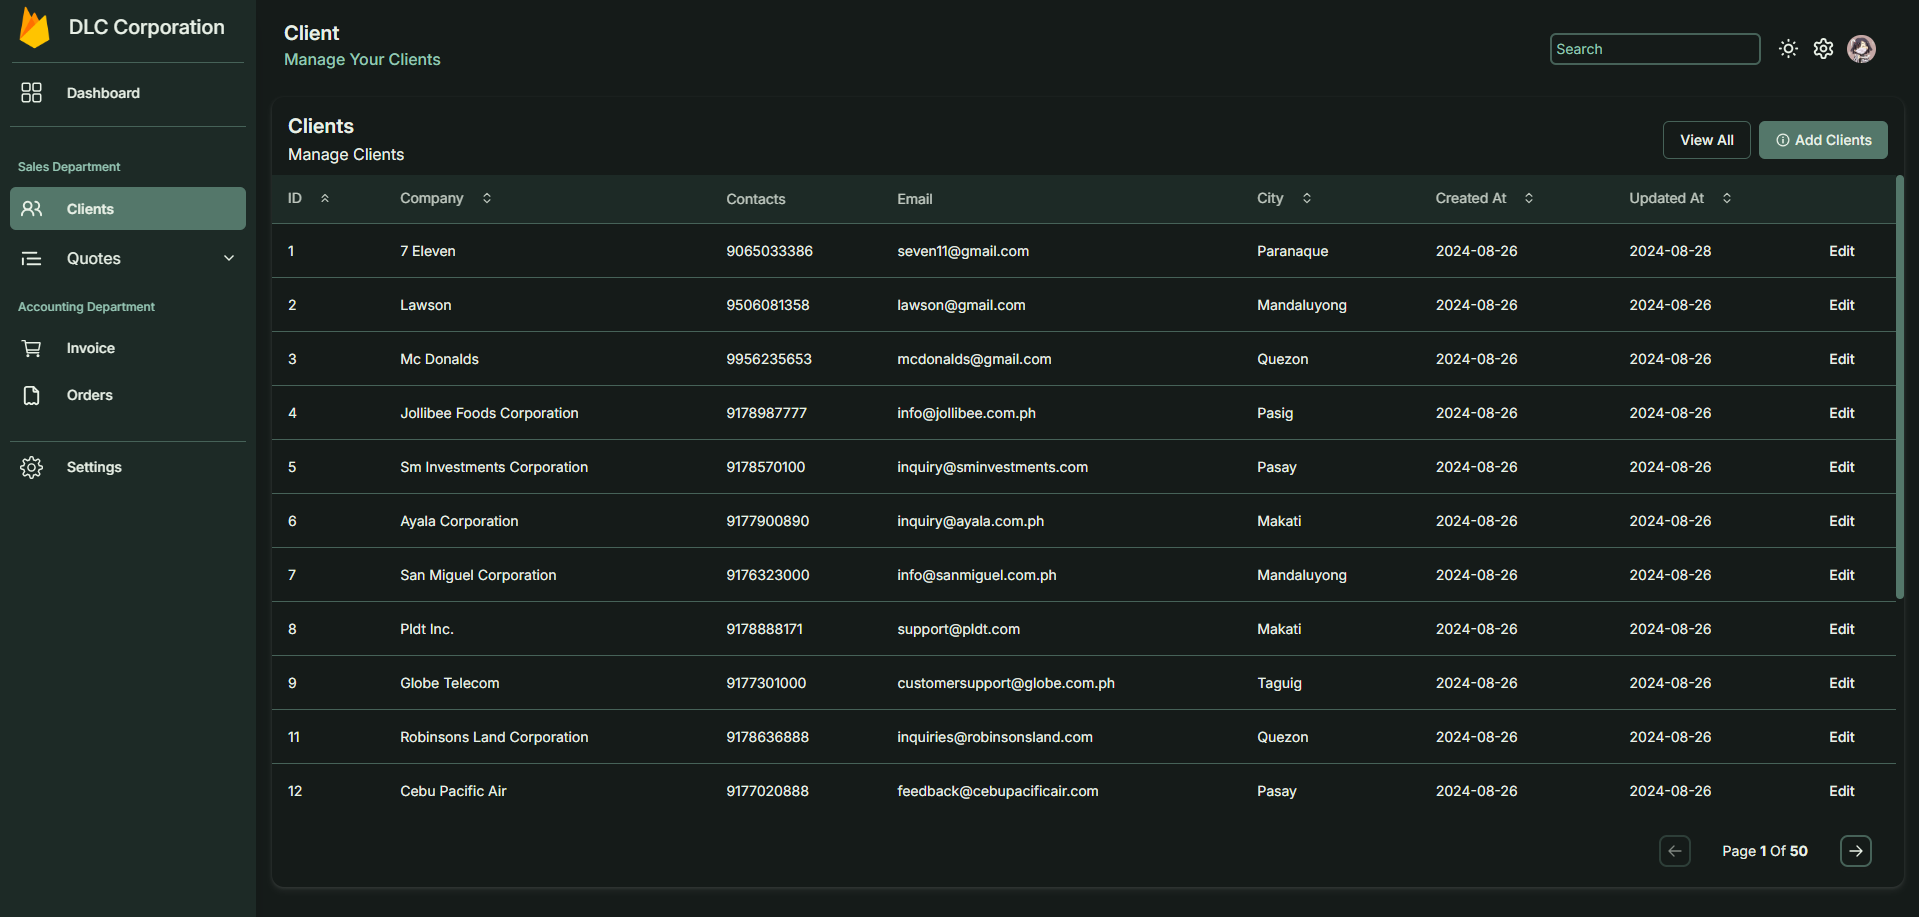 DLC Corporation
Dashboard
Sales Department
Clients
Quotes
Accounting Department
Invoice
Orders
Settings
Client
Manage Your Clients
Search
Clients
Manage Clients
View All
Add Clients
ID Company Contacts Email City Created At Updated At
1 7 Eleven 9065033386 seven11@gmail.com Paranaque 2024-08-26 2024-08-28 Edit
2 Lawson 9506081358 lawson@gmail.com Mandaluyong 2024-08-26 2024-08-26 Edit
3 Mc Donalds 9956235653 mcdonalds@gmail.com Quezon 2024-08-26 2024-08-26 Edit
4 Jollibee Foods Corporation 9178987777 info@jollibee.com.ph Pasig 2024-08-26 2024-08-26 Edit
5 Sm Investments Corporation 9178570100 inquiry@sminvestments.com Pasay 2024-08-26 2024-08-26 Edit
6 Ayala Corporation 9177900890 inquiry@ayala.com.ph Makati 2024-08-26 2024-08-26 Edit
7 San Miguel Corporation 9176323000 info@sanmiguel.com.ph Mandaluyong 2024-08-26 2024-08-26 Edit
8 Pldt Inc. 9178888171 support@pldt.com Makati 2024-08-26 2024-08-26 Edit
9 Globe Telecom 9177301000 customersupport@globe.com.ph Taguig 2024-08-26 2024-08-26 Edit
11 Robinsons Land Corporation 9178636888 inquiries@robinsonsland.com Quezon 2024-08-26 2024-08-26 Edit
12 Cebu Pacific Air 9177020888 feedback@cebupacificair.com Pasay 2024-08-26 2024-08-26 Edit
Page 1 Of 50